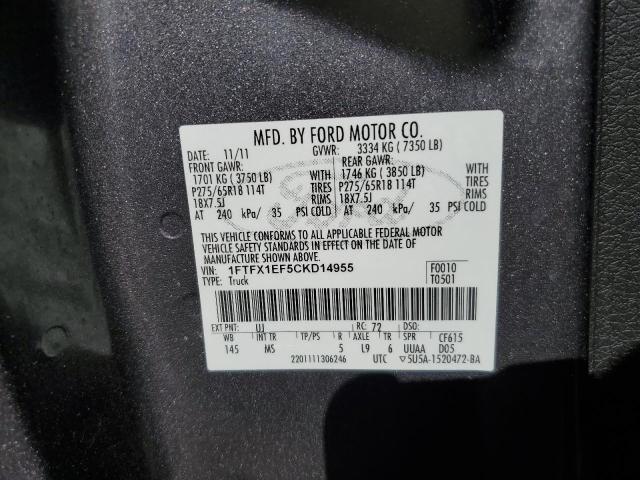 MFD. BY FORD MOTOR CO.
DATE: 11/11 GVWR: 3334 KG ( 7350 LB)
FRONT GAWR: REAR GAWR:
1701 KG ( 3750 LB) 1746 KG ( 3850 LB)
P275/65R18 114T TIRES P275/65R18 114T TIRES
18X7.5J RIMS 18X7.5J RIMS
AT 240 kPa/ 35 PSI COLD AT 240 kPa/ 35 PSI COLD
THIS VEHICLE CONFORMS TO ALL APPLICABLE FEDERAL MOTOR
VEHICLE SAFETY STANDARDS IN EFFECT ON THE DATE OF
MANUFACTURE SHOWN ABOVE.
VIN: 1FTFX1EF5CKD14955 F0010
TYPE: Truck T0501
EXT PNT: UJ RC: 72 DSO:
WB INT TR TP/PS R AXLE TR SPR CF615
145 MS 5 L9 6 UUAA D05
2201111306246 UTC ▽5U5A-1520472-BA
Ford